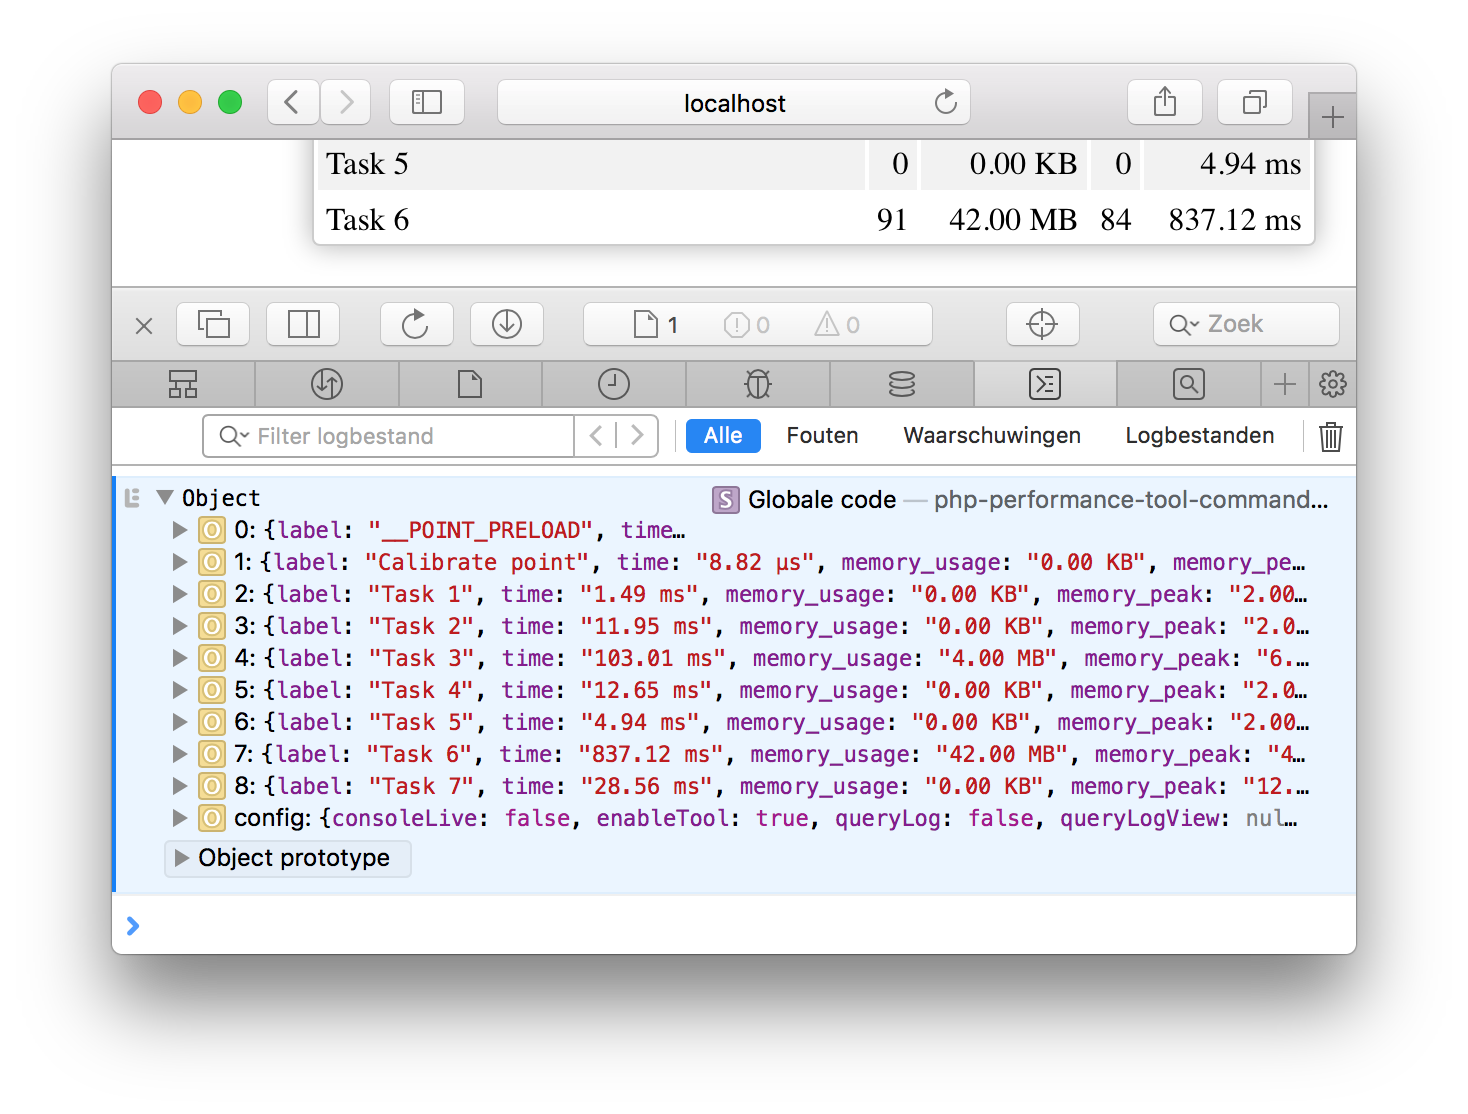 localhost
Task 5 0 0.00 KB 0 4.94 ms
Task 6 91 42.00 MB 84 837.12 ms
1 0 0 Zoek
Filter logbestand Alle Fouten Waarschuwingen Logbestanden
Object S Globale code — php-performance-tool-command…
0: {label: "__POINT_PRELOAD", time…
1: {label: "Calibrate point", time: "8.82 µs", memory_usage: "0.00 KB", memory_pe…
2: {label: "Task 1", time: "1.49 ms", memory_usage: "0.00 KB", memory_peak: "2.00…
3: {label: "Task 2", time: "11.95 ms", memory_usage: "0.00 KB", memory_peak: "2.0…
4: {label: "Task 3", time: "103.01 ms", memory_usage: "4.00 MB", memory_peak: "6.…
5: {label: "Task 4", time: "12.65 ms", memory_usage: "0.00 KB", memory_peak: "2.0…
6: {label: "Task 5", time: "4.94 ms", memory_usage: "0.00 KB", memory_peak: "2.00…
7: {label: "Task 6", time: "837.12 ms", memory_usage: "42.00 MB", memory_peak: "4…
8: {label: "Task 7", time: "28.56 ms", memory_usage: "0.00 KB", memory_peak: "12.…
config: {consoleLive: false, enableTool: true, queryLog: false, queryLogView: nul…
Object prototype